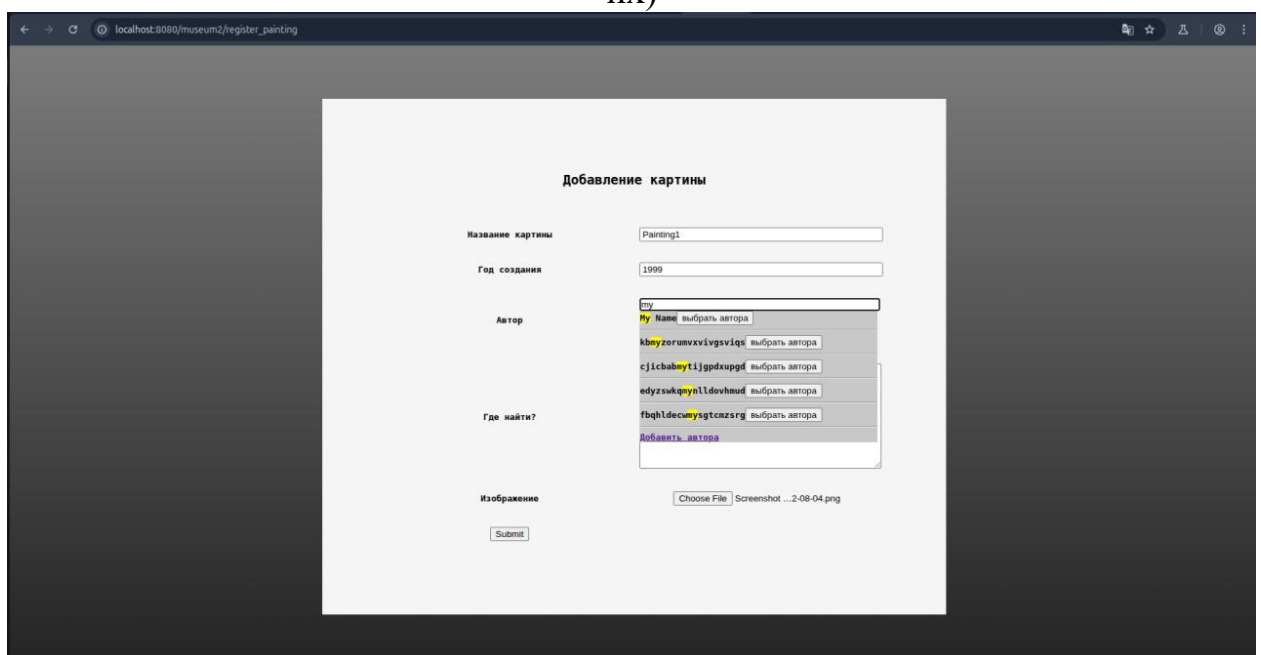 их)
localhost:8080/museum2/register_painting
Добавление картины
Название картины Painting1
Год создания 1999
Автор my
My Name выбрать автора
kbmyzorumvxvivgsviqs выбрать автора
cjicbabmytijgpdxupgd выбрать автора
edyzswkqmynlldovhmud выбрать автора
Где найти? fbqhldecwmysgtcmzsrg выбрать автора
Добавить автора
Изображение Choose File Screenshot ...2-08-04.png
Submit